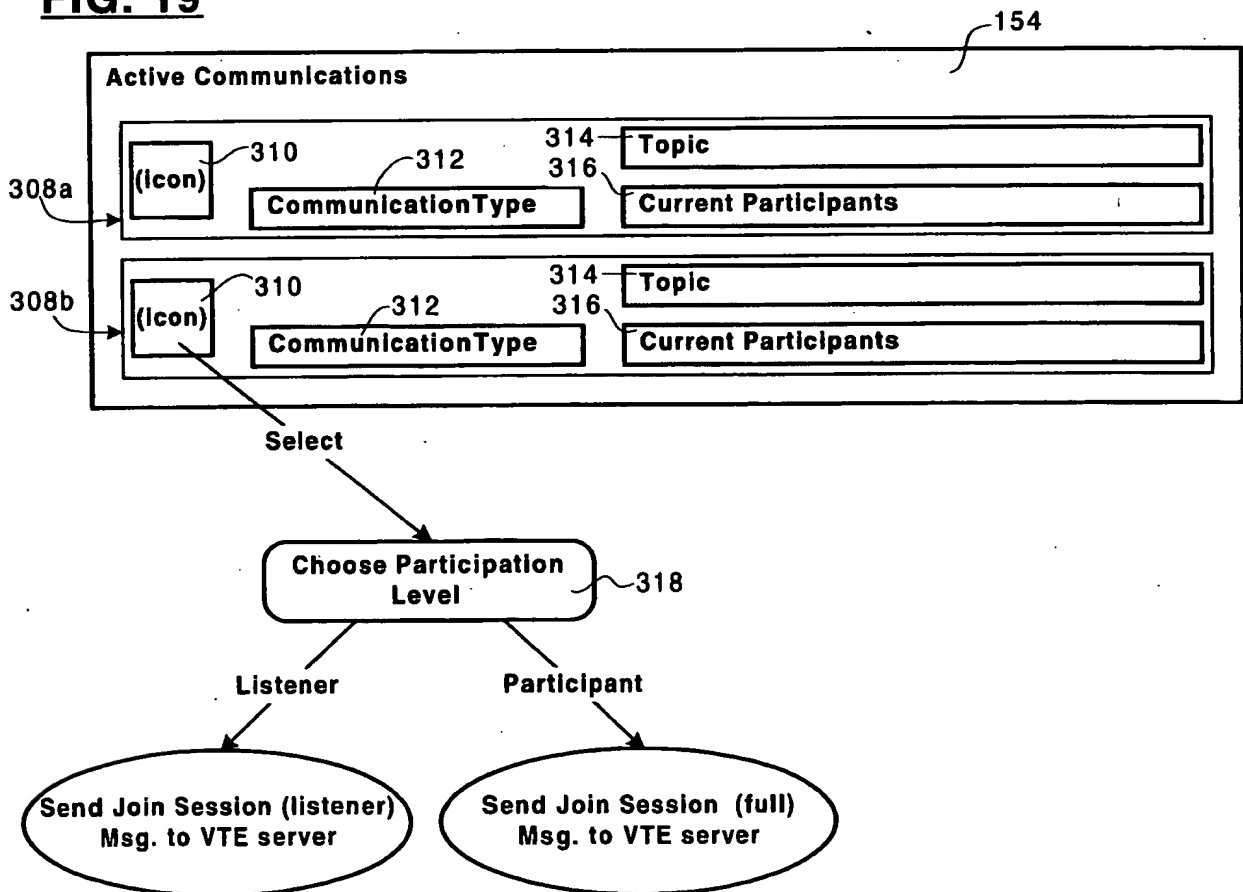 FIG. 19
154
Active Communications
308a
(icon)
310
312
CommunicationType
314
Topic
316
Current Participants
308b
(icon)
310
312
CommunicationType
314
Topic
316
Current Participants
Select
Choose Participation
Level
318
Listener
Participant
Send Join Session (listener)
Msg. to VTE server
Send Join Session (full)
Msg. to VTE server